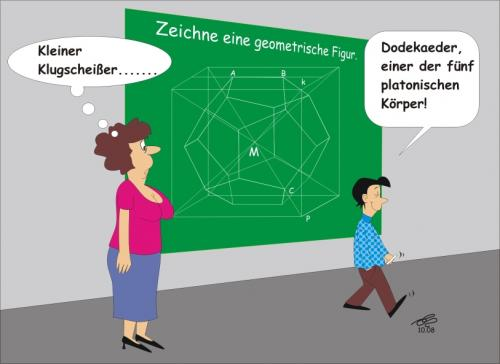 Zeichne eine geometrische Figur.
Kleiner
Klugscheißer.......
Dodekaeder,
einer der fünf
platonischen
Körper!
A
B
k
M
C
P
10.08